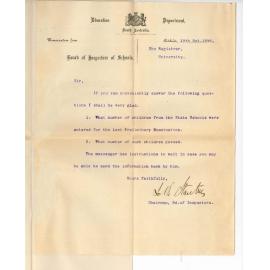 Education Department,
South Australia.
Memorandum from
Board of Inspectors of Schools,
The Registrar,
University.
Sir,
If you can conveniently answer the following ques-
tions I shall be very glad:
1. What number of children from the State Schools were
entered for the last Preliminary Examination.
2. What number of such children passed.
The messenger has instructions to wait in case you may
be able to send the information back by him.
Yours faithfully,
Chairman, Bd. of Inspectors.